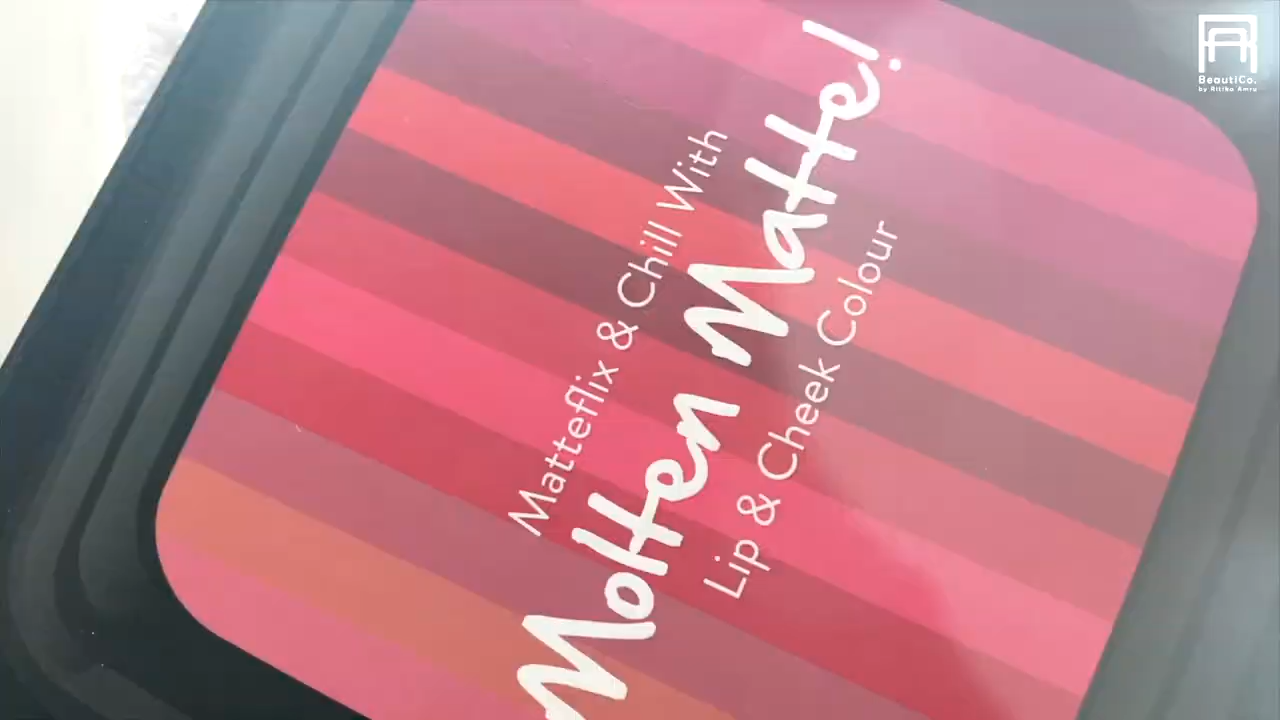 Matteflix & Chill With
Molten Matte!
Lip & Cheek Colour
BeautiCo.
by Ritika Amru